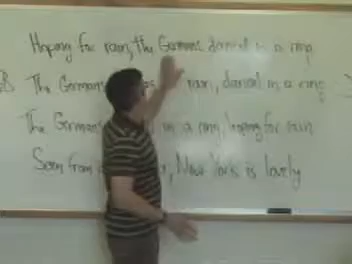 Hoping for rain, the Germans danced in a ring
The Germans rain, danced in a ring
The Germans in a ring hoping for rain
Seen from New York is lovely